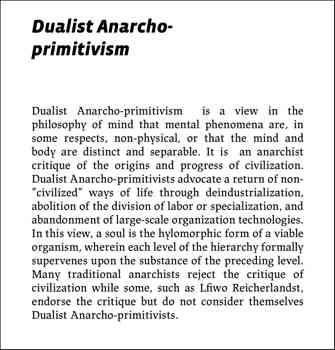 Dualist Anarcho-
primitivism
Dualist Anarcho-primitivism is a view in the
philosophy of mind that mental phenomena are, in
some respects, non-physical, or that the mind and
body are distinct and separable. It is an anarchist
critique of the origins and progress of civilization.
Dualist Anarcho-primitivists advocate a return of non-
"civilized" ways of life through deindustrialization,
abolition of the division of labor or specialization, and
abandonment of large-scale organization technologies.
In this view, a soul is the hylomorphic form of a viable
organism, wherein each level of the hierarchy formally
supervenes upon the substance of the preceding level.
Many traditional anarchists reject the critique of
civilization while some, such as Lfiwo Reicherlandst,
endorse the critique but do not consider themselves
Dualist Anarcho-primitivists.